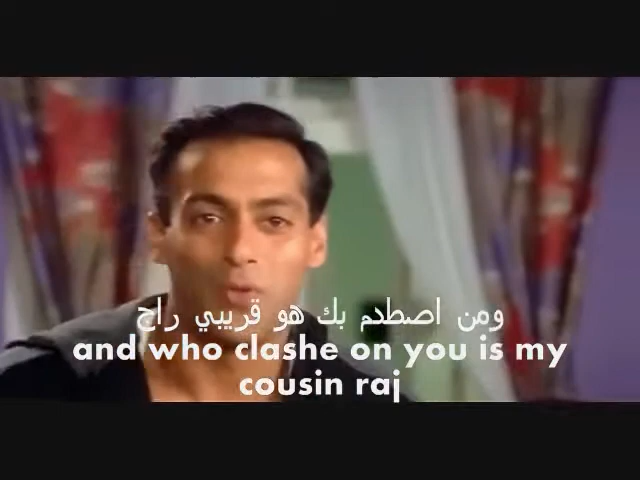 ومن اصطدم بك هو قريبي راج
and who clashe on you is my
cousin raj